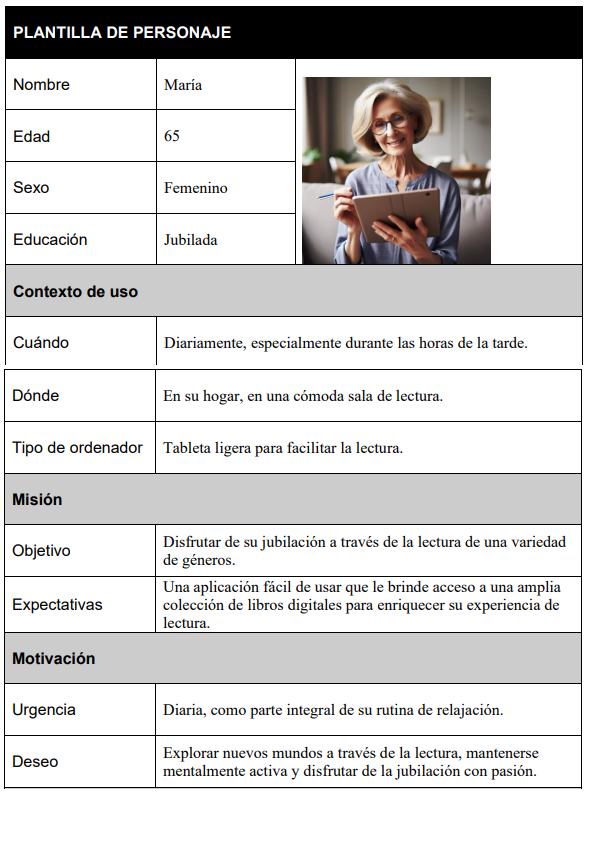 PLANTILLA DE PERSONAJE
Nombre María
Edad 65
Sexo Femenino
Educación Jubilada
Contexto de uso
Cuándo Diariamente, especialmente durante las horas de la tarde.
Dónde En su hogar, en una cómoda sala de lectura.
Tipo de ordenador Tableta ligera para facilitar la lectura.
Misión
Objetivo Disfrutar de su jubilación a través de la lectura de una variedad
de géneros.
Expectativas Una aplicación fácil de usar que le brinde acceso a una amplia
colección de libros digitales para enriquecer su experiencia de
lectura.
Motivación
Urgencia Diaria, como parte integral de su rutina de relajación.
Deseo Explorar nuevos mundos a través de la lectura, mantenerse
mentalmente activa y disfrutar de la jubilación con pasión.